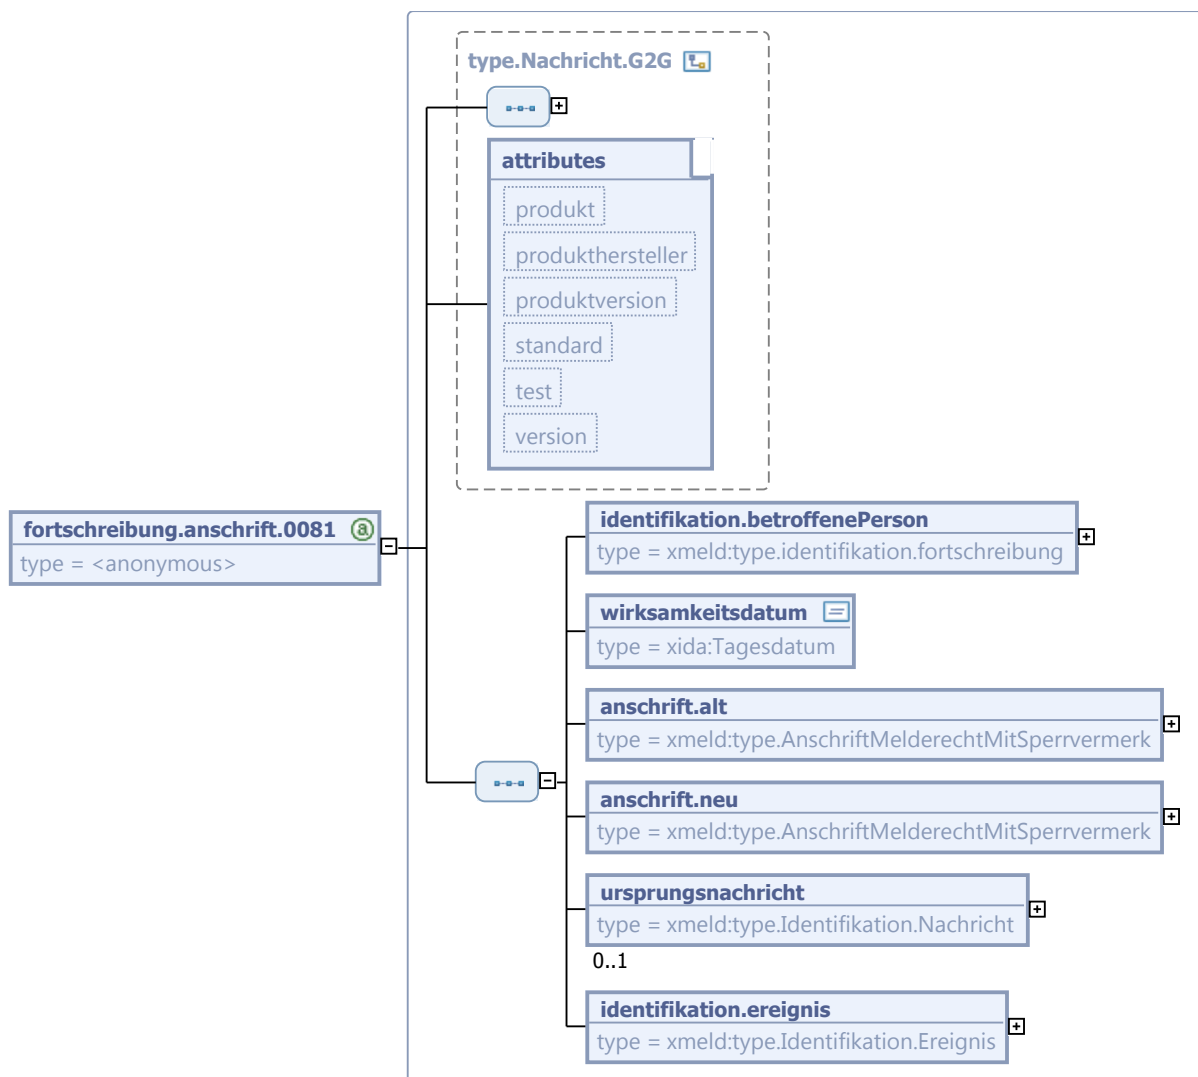 type.Nachricht.G2G
attributes
produkt
produkthersteller
produktversion
standard
test
version
fortschreibung.anschrift.0081
type = <anonymous>
identifikation.betroffenePerson
type = xmeld:type.identifikation.fortschreibung
wirksamkeitsdatum
type = xida:Tagesdatum
anschrift.alt
type = xmeld:type.AnschriftMelderechtMitSperrvermerk
anschrift.neu
type = xmeld:type.AnschriftMelderechtMitSperrvermerk
ursprungsnachricht
type = xmeld:type.Identifikation.Nachricht
0..1
identifikation.ereignis
type = xmeld:type.Identifikation.Ereignis